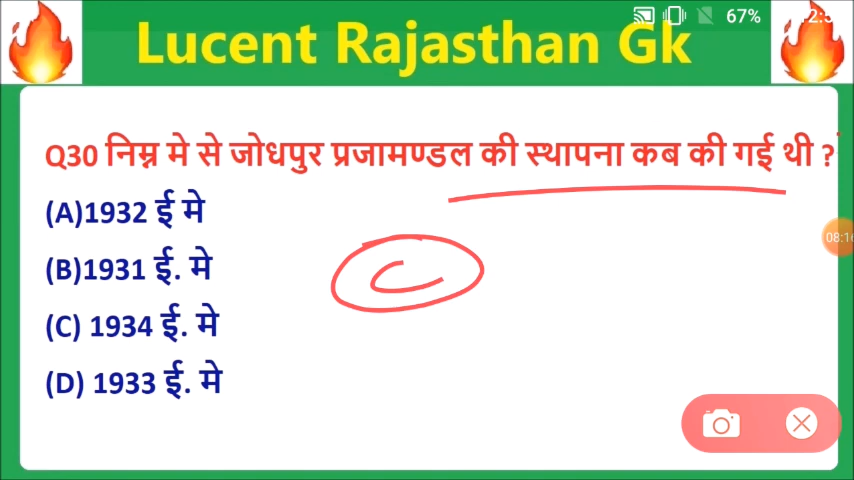 67%
Lucent Rajasthan Gk
Q30 निम्न मे से जोधपुर प्रजामण्डल की स्थापना कब की गई थी ?
(A)1932 ई मे
(B)1931 ई. मे
C
(C) 1934 ई. मे
(D) 1933 ई. मे